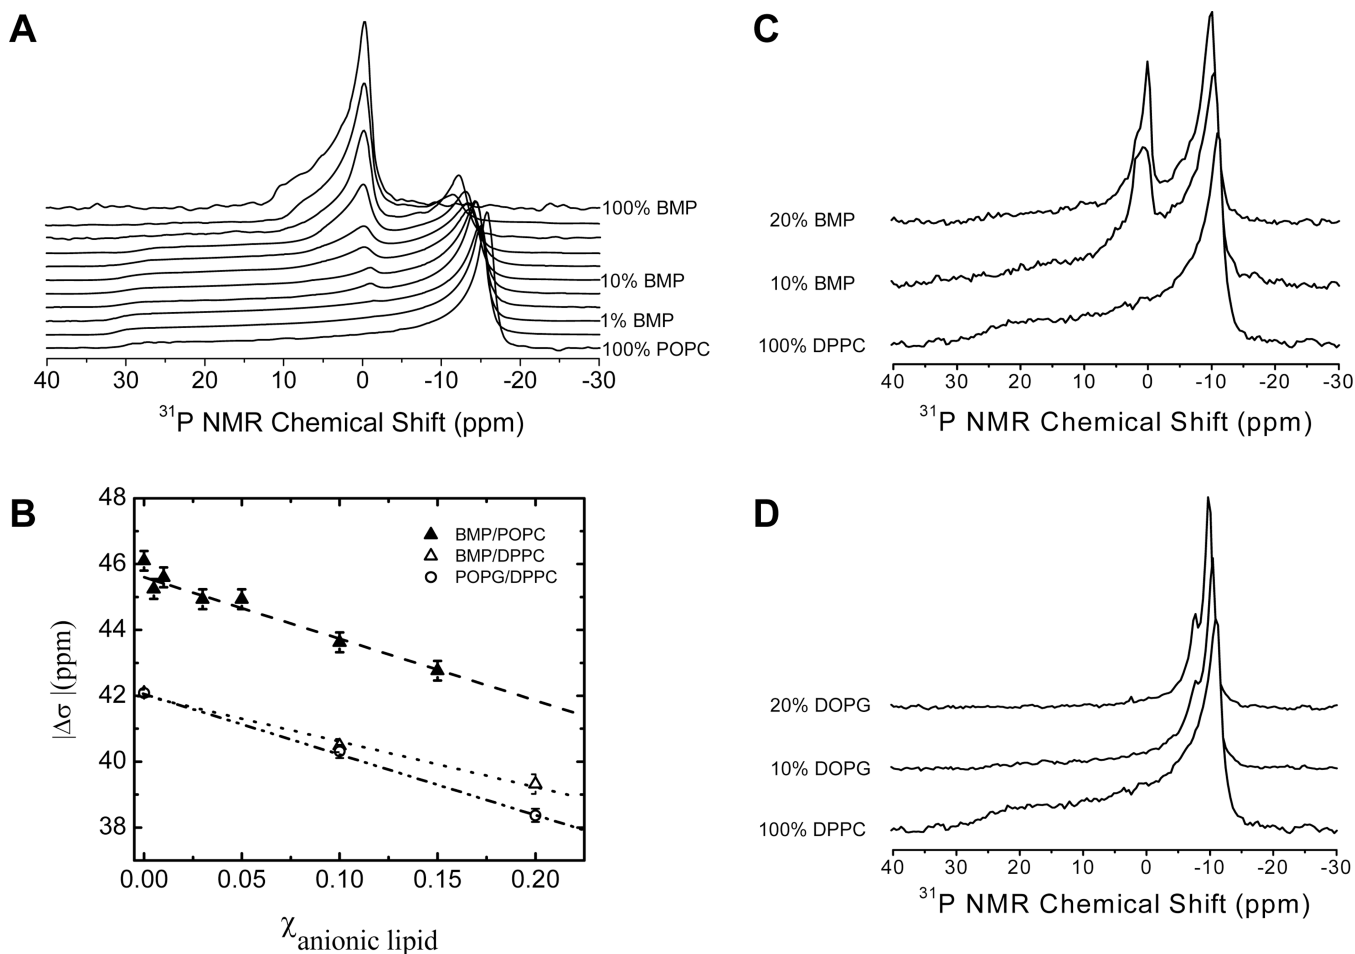 A
100% BMP
10% BMP
1% BMP
100% POPC
40 30 20 10 0 -10 -20 -30
31P NMR Chemical Shift (ppm)
C
20% BMP
10% BMP
100% DPPC
40 30 20 10 0 -10 -20 -30
31P NMR Chemical Shift (ppm)
B
48
46
44
42
40
38
|Δσ |(ppm)
BMP/POPC
BMP/DPPC
POPG/DPPC
0.00 0.05 0.10 0.15 0.20
χanionic lipid
D
20% DOPG
10% DOPG
100% DPPC
40 30 20 10 0 -10 -20 -30
31P NMR Chemical Shift (ppm)